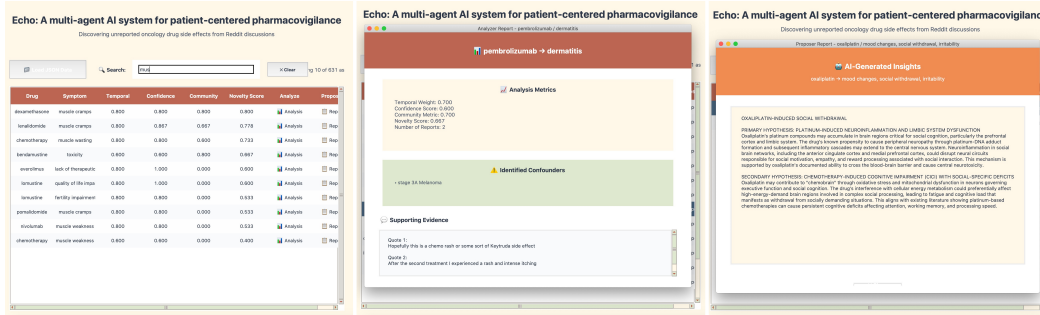 Echo: A multi-agent AI system for patient-centered pharmacovigilance
Discovering unreported oncology drug side effects from Reddit discussions
Search:
mus
× Clear
ng 10 of 631 as
Drug Symptom Temporal Confidence Community Novelty Score Analyze Propos
dexamethasone muscle cramps 0.800 0.800 0.800 0.800 Analysis Rep
lenalidomide muscle cramps 0.800 0.867 0.667 0.778 Analysis Rep
chemotherapy muscle wasting 0.800 0.800 0.800 0.733 Analysis Rep
bendamustine toxicity 0.600 0.600 0.800 0.667 Analysis Rep
everolimus lack of therapeutic 0.800 1.000 0.000 0.600 Analysis Rep
lomustine quality of life impa 0.800 1.000 0.000 0.600 Analysis Rep
lomustine fertility impairment 0.800 0.800 0.000 0.533 Analysis Rep
pomalidomide muscle cramps 0.800 0.800 0.000 0.533 Analysis Rep
nivolumab muscle weakness 0.800 0.800 0.000 0.533 Analysis Rep
chemotherapy muscle weakness 0.600 0.600 0.000 0.400 Analysis Rep
Echo: A multi-agent AI system for patient-centered pharmacovigilance
Analyzer Report - pembrolizumab / dermatitis
pembrolizumab → dermatitis
Analysis Metrics
Temporal Weight: 0.700
Confidence Score: 0.600
Community Metric: 0.700
Novelty Score: 0.667
Number of Reports: 2
Identified Confounders
• stage 3A Melanoma
Supporting Evidence
Quote 1:
Hopefully this is a chemo rash or some sort of Keytruda side effect
Quote 2:
After the second treatment I experienced a rash and intense itching
Echo: A multi-agent AI system for patient-centered pharmacovigilanc
Discovering unreported oncology drug side effects from Reddit discussions
Proposer Report - oxaliplatin / mood changes, social withdrawal, irritability
AI-Generated Insights
oxaliplatin → mood changes, social withdrawal, irritability
OXALIPLATIN-INDUCED SOCIAL WITHDRAWAL
PRIMARY HYPOTHESIS: PLATINUM-INDUCED NEUROINFLAMMATION AND LIMBIC SYSTEM DYSFUNCTION
Oxaliplatin's platinum compounds may accumulate in brain regions critical for social cognition, particularly the prefrontal
cortex and limbic system. The drug's known propensity to cause peripheral neuropathy through platinum-DNA adduct
formation and subsequent inflammatory cascades may extend to the central nervous system. Neuroinflammation in social
brain networks, including the anterior cingulate cortex and medial prefrontal cortex, could disrupt neural circuits
responsible for social motivation, empathy, and reward processing associated with social interaction. This mechanism is
supported by oxaliplatin's documented ability to cross the blood-brain barrier and cause central neurotoxicity.
SECONDARY HYPOTHESIS: CHEMOTHERAPY-INDUCED COGNITIVE IMPAIRMENT (CICI) WITH SOCIAL-SPECIFIC DEFICITS
Oxaliplatin may contribute to "chemobrain" through oxidative stress and mitochondrial dysfunction in neurons governing
executive function and social cognition. The drug's interference with cellular energy metabolism could preferentially affect
high-energy-demand brain regions involved in complex social processing, leading to fatigue and cognitive load that
manifests as withdrawal from socially demanding situations. This aligns with existing literature showing platinum-based
chemotherapies can cause persistent cognitive deficits affecting attention, working memory, and processing speed.